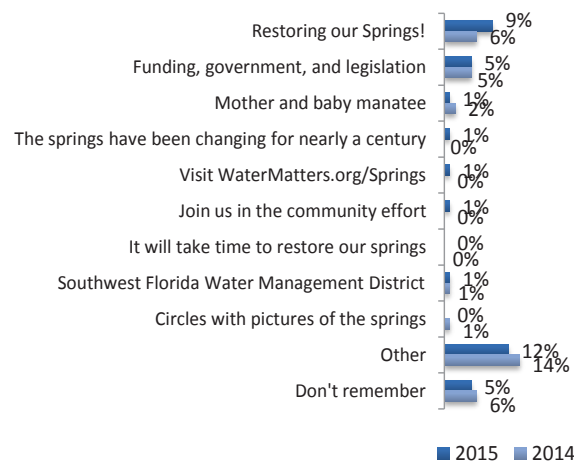 Restoring our Springs!
9%
6%
Funding, government, and legislation
5%
5%
Mother and baby manatee
1%
2%
The springs have been changing for nearly a century
1%
0%
Visit WaterMatters.org/Springs
1%
0%
Join us in the community effort
1%
0%
It will take time to restore our springs
0%
0%
Southwest Florida Water Management District
1%
1%
Circles with pictures of the springs
0%
1%
Other
12%
14%
Don't remember
5%
6%
2015 2014